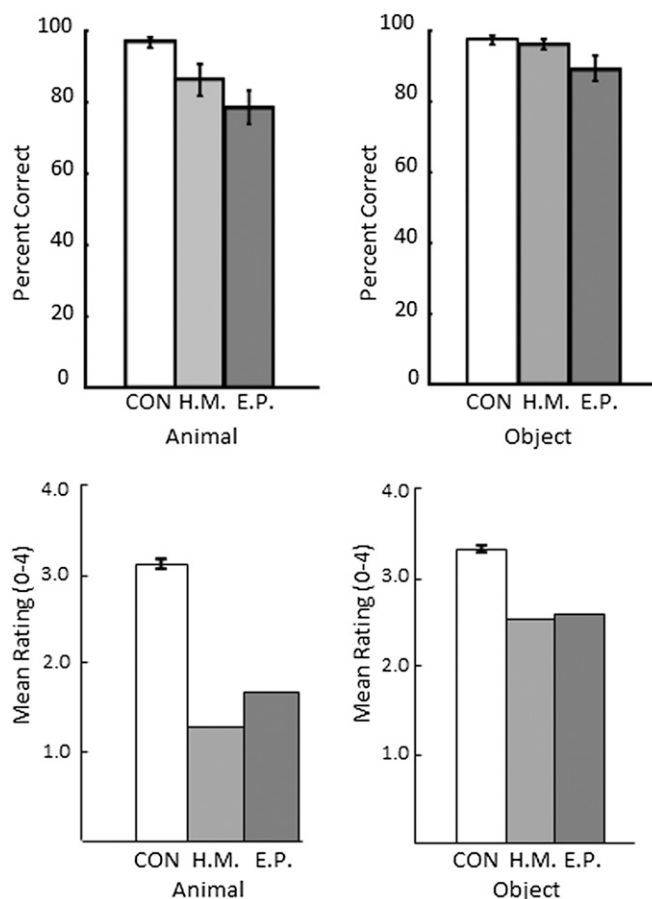 100
80
60
40
20
0
Percent Correct
CON H.M. E.P.
Animal
100
80
60
40
20
0
Percent Correct
CON H.M. E.P.
Object
4.0
3.0
2.0
1.0
Mean Rating (0-4)
CON H.M. E.P.
Animal
4.0
3.0
2.0
1.0
Mean Rating (0-4)
CON H.M. E.P.
Object